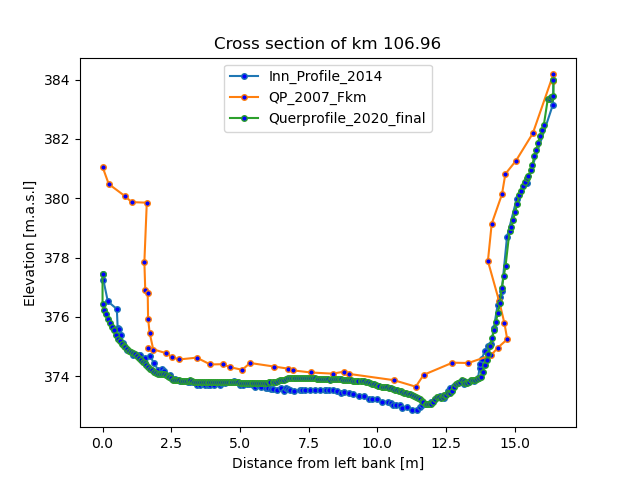 Cross section of km 106.96
Inn_Profile_2014
QP_2007_Fkm
Querprofile_2020_final
Elevation [m.a.s.l]
384
382
380
378
376
374
0.0 2.5 5.0 7.5 10.0 12.5 15.0
Distance from left bank [m]